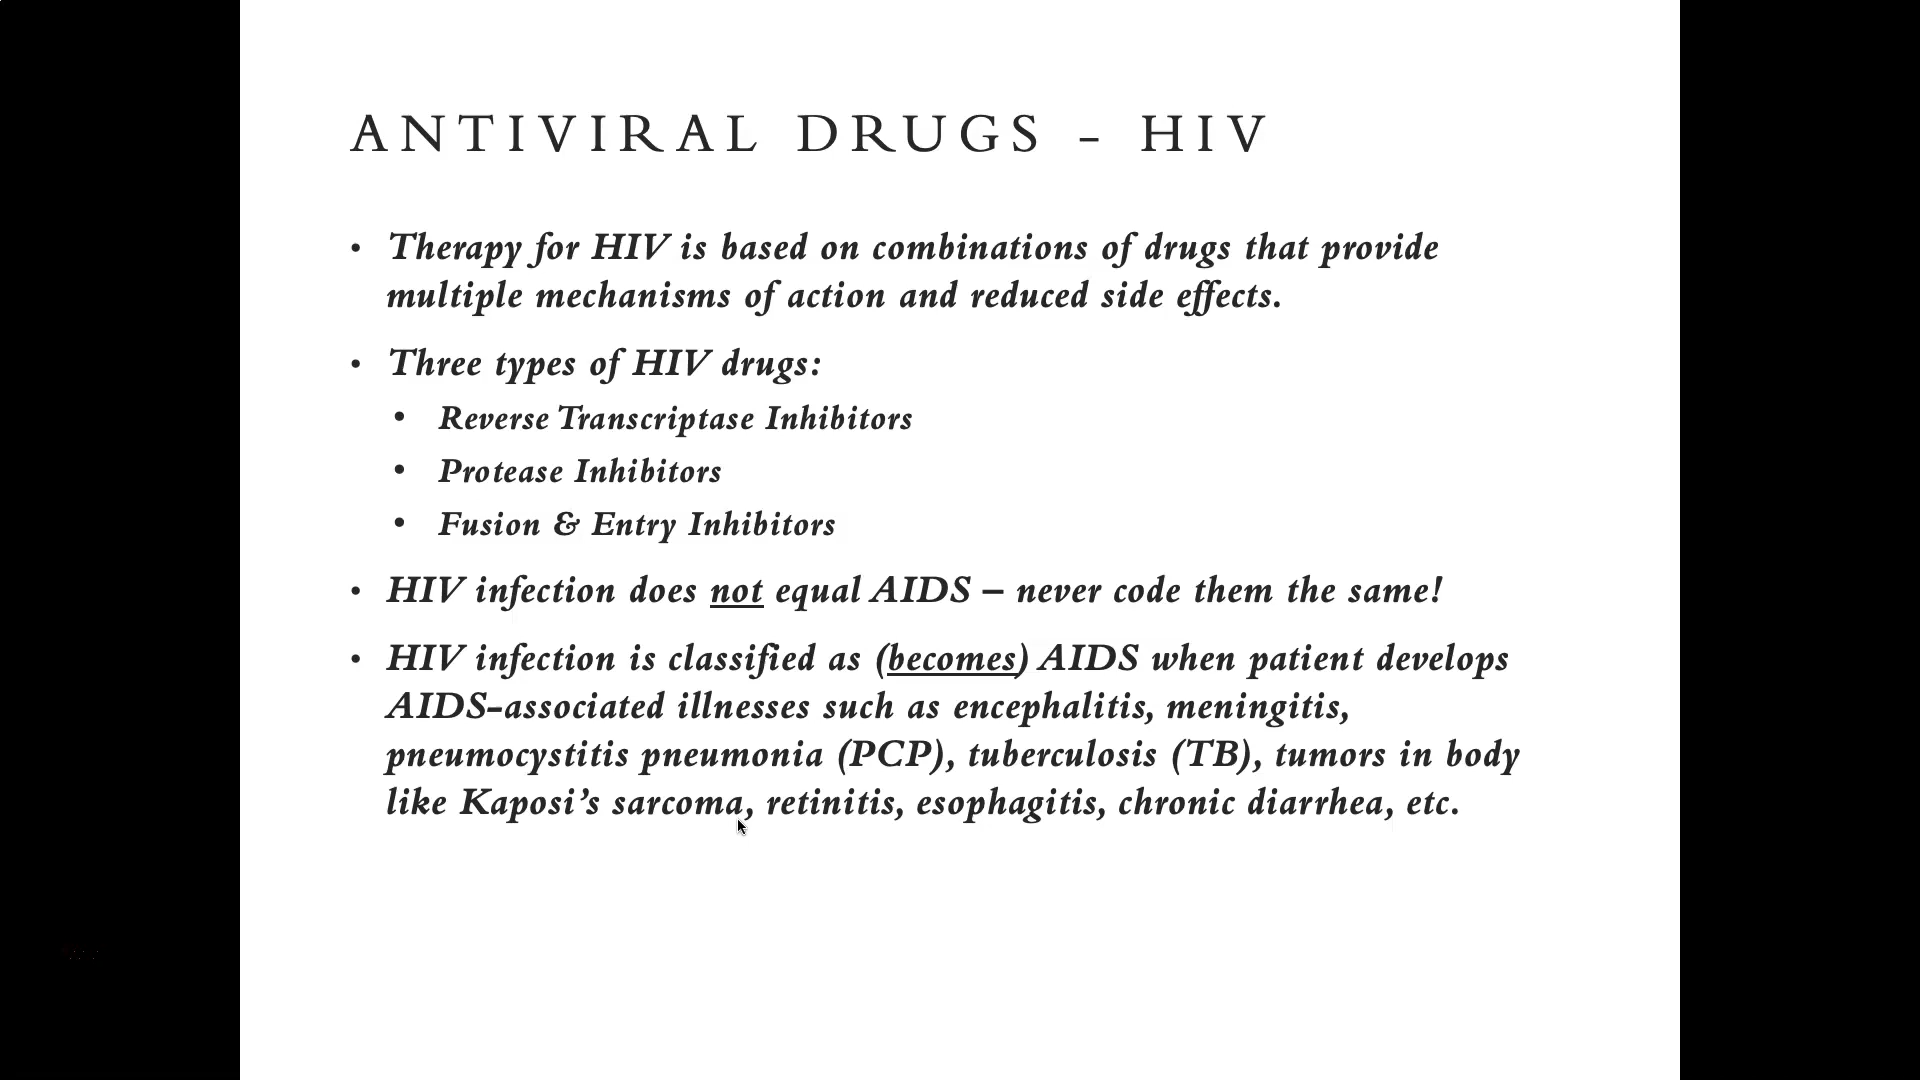 ANTIVIRAL DRUGS – HIV
• Therapy for HIV is based on combinations of drugs that provide
multiple mechanisms of action and reduced side effects.
• Three types of HIV drugs:
• Reverse Transcriptase Inhibitors
• Protease Inhibitors
• Fusion & Entry Inhibitors
• HIV infection does not equal AIDS – never code them the same!
• HIV infection is classified as (becomes) AIDS when patient develops
AIDS–associated illnesses such as encephalitis, meningitis,
pneumocystitis pneumonia (PCP), tuberculosis (TB), tumors in body
like Kaposi’s sarcoma, retinitis, esophagitis, chronic diarrhea, etc.